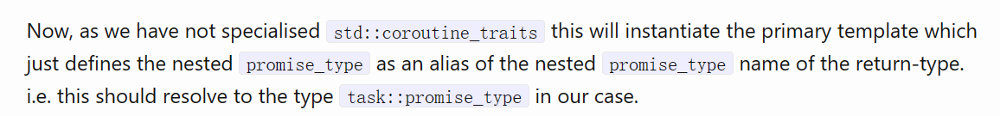 Now, as we have not specialised std::coroutine_traits this will instantiate the primary template which
just defines the nested promise_type as an alias of the nested promise_type name of the return-type.
i.e. this should resolve to the type task::promise_type in our case.